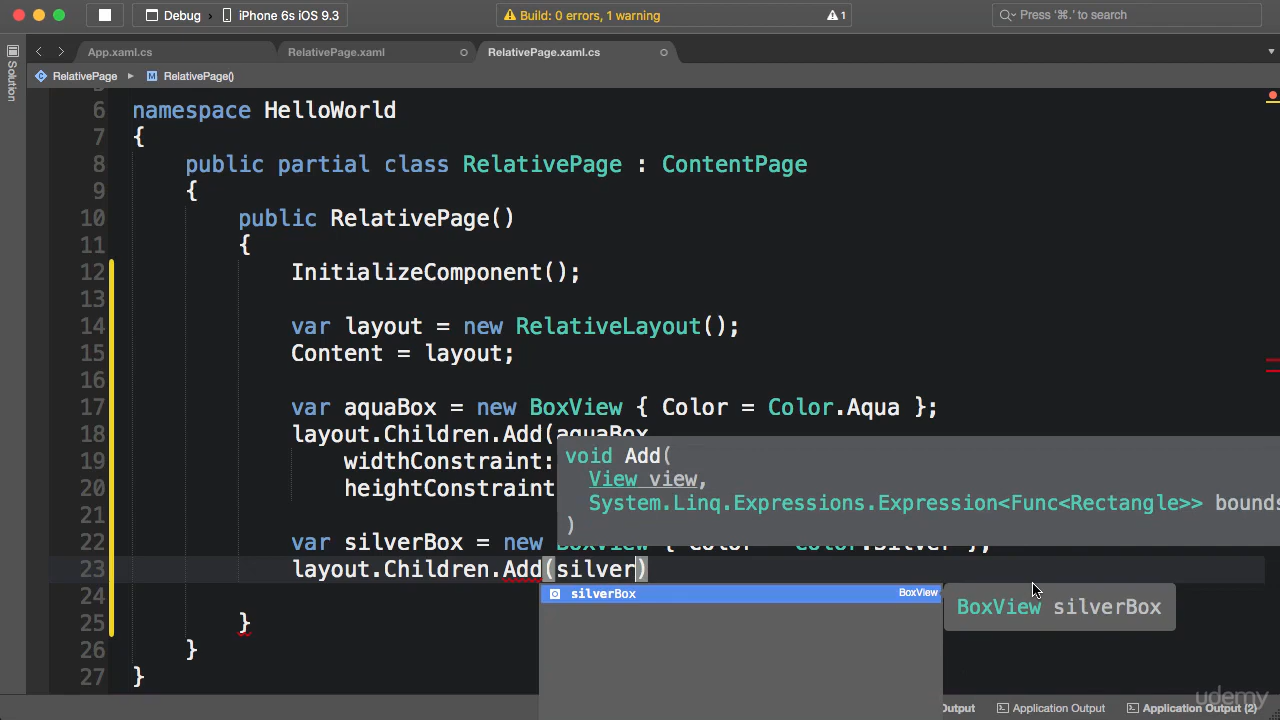 Debug
iPhone 6s iOS 9.3
Build: 0 errors, 1 warning
1
Press '⌘.' to search
Solution
App.xaml.cs
RelativePage.xaml
RelativePage.xaml.cs
RelativePage
RelativePage()
6 namespace HelloWorld
7 {
8 public partial class RelativePage : ContentPage
9 {
10 public RelativePage()
11 {
12 InitializeComponent();
13
14 var layout = new RelativeLayout();
15 Content = layout;
16
17 var aquaBox = new BoxView { Color = Color.Aqua };
18 layout.Children.Add(aquaBox
19 widthConstraint:
20 heightConstraint
21
void Add(
View view,
System.Linq.Expressions.Expression<Func<Rectangle>> bounds
)
22 var silverBox = new BoxView { Color = Color.Silver };
23 layout.Children.Add(silver)
silverBox BoxView
BoxView silverBox
24
25 }
26 }
27 }
Output
Application Output
Application Output (2)
udemy